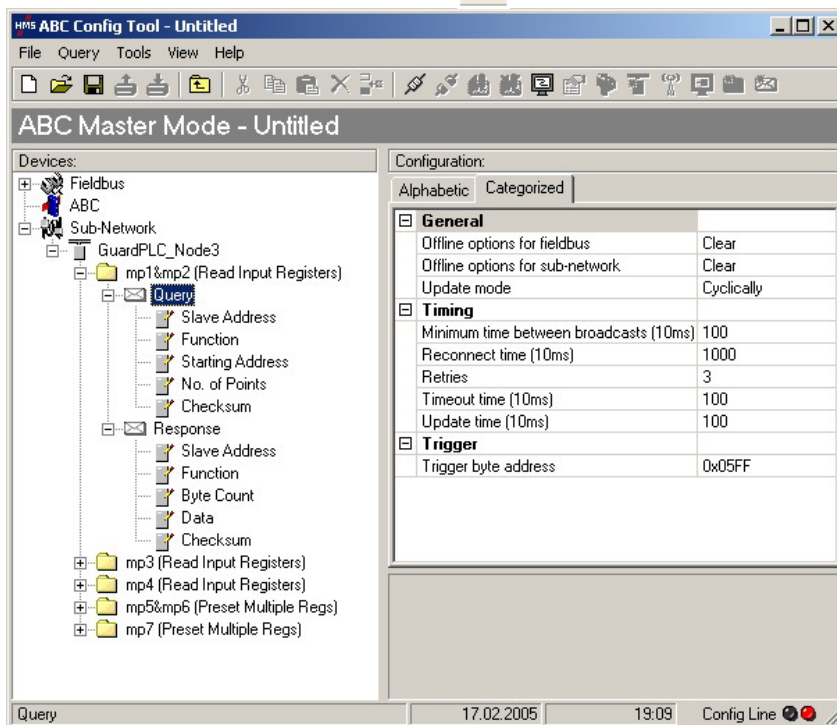 HMS ABC Config Tool - Untitled
File Query Tools View Help
ABC Master Mode - Untitled
Devices:
Fieldbus
ABC
Sub-Network
GuardPLC_Node3
mp1&mp2 (Read Input Registers)
Query
Slave Address
Function
Starting Address
No. of Points
Checksum
Response
Slave Address
Function
Byte Count
Data
Checksum
mp3 (Read Input Registers)
mp4 (Read Input Registers)
mp5&mp6 (Preset Multiple Regs)
mp7 (Preset Multiple Regs)
Configuration:
Alphabetic Categorized
General
Offline options for fieldbus Clear
Offline options for sub-network Clear
Update mode Cyclically
Timing
Minimum time between broadcasts (10ms) 100
Reconnect time (10ms) 1000
Retries 3
Timeout time (10ms) 100
Update time (10ms) 100
Trigger
Trigger byte address 0x05FF
Query 17.02.2005 19:09 Config Line